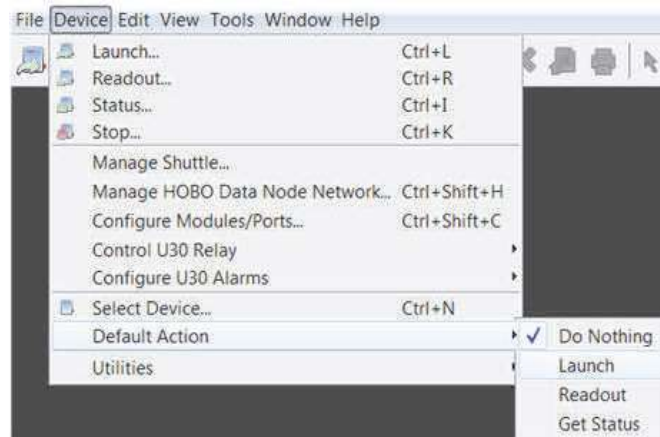 File Device Edit View Tools Window Help
Launch... Ctrl+L
Readout... Ctrl+R
Status... Ctrl+I
Stop... Ctrl+K
Manage Shuttle...
Manage HOBO Data Node Network... Ctrl+Shift+H
Configure Modules/Ports... Ctrl+Shift+C
Control U30 Relay
Configure U30 Alarms
Select Device... Ctrl+N
Default Action
Utilities
Do Nothing
Launch
Readout
Get Status